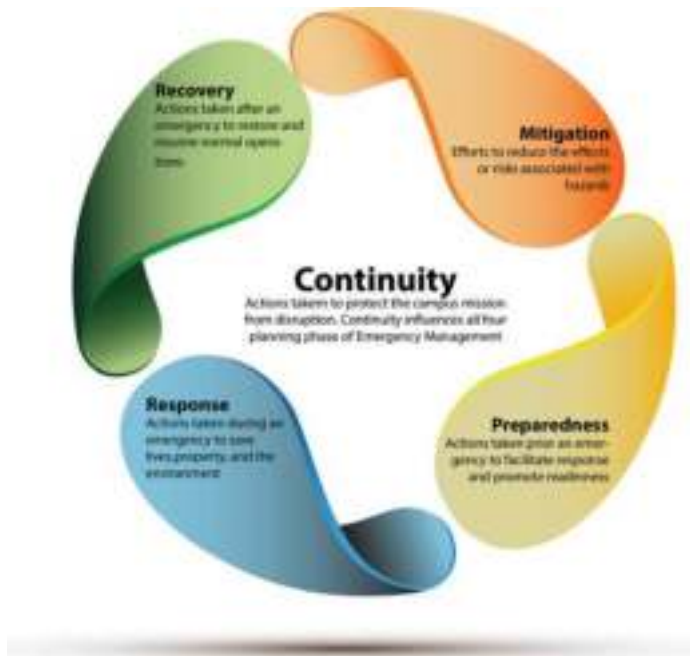 Recovery
Actions taken after an
emergency to restore and
resume normal opera-
tions
Mitigation
Efforts to reduce the effects
or risks associated with
hazards
Continuity
Actions takem to protect the campus mission
from disruption. Continuity influences all four
planning phase of Emergency Management
Response
Actions taken during an
emergency to save
lives,property, and the
environment
Preparedness
Actions taken prior an emer-
gency to facilitate response
and promote readinness